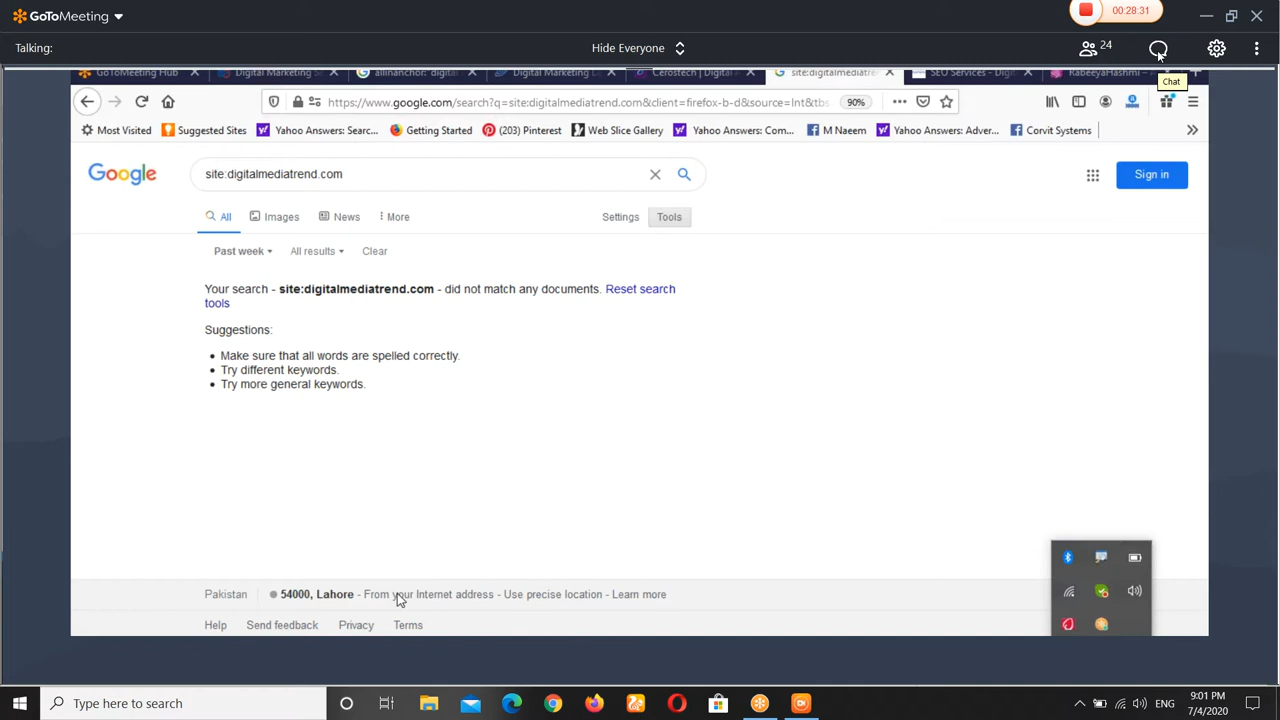 GoToMeeting
00:28:31
Talking:
Hide Everyone
24
Chat
GoToMeeting Hub
Digital Marketing S
allinanchor: "digital
Digital Marketing L
Cerostech | Digital A
site:digitalmediatren
SEO Services - Digit
RabeeyaHashmi –
https://www.google.com/search?q=site:digitalmediatrend.com&client=firefox-b-d&source=lnt&tbs
90%
Most Visited
Suggested Sites
Yahoo Answers: Searc...
Getting Started
(203) Pinterest
Web Slice Gallery
Yahoo Answers: Com...
M Naeem
Yahoo Answers: Adver...
Corvit Systems
Google
site:digitalmediatrend.com
Sign in
All
Images
News
More
Settings
Tools
Past week
All results
Clear
Your search - site:digitalmediatrend.com - did not match any documents. Reset search
tools
Suggestions:
Make sure that all words are spelled correctly.
Try different keywords.
Try more general keywords.
Pakistan
54000, Lahore - From your Internet address - Use precise location - Learn more
Help
Send feedback
Privacy
Terms
Type here to search
ENG
9:01 PM
7/4/2020